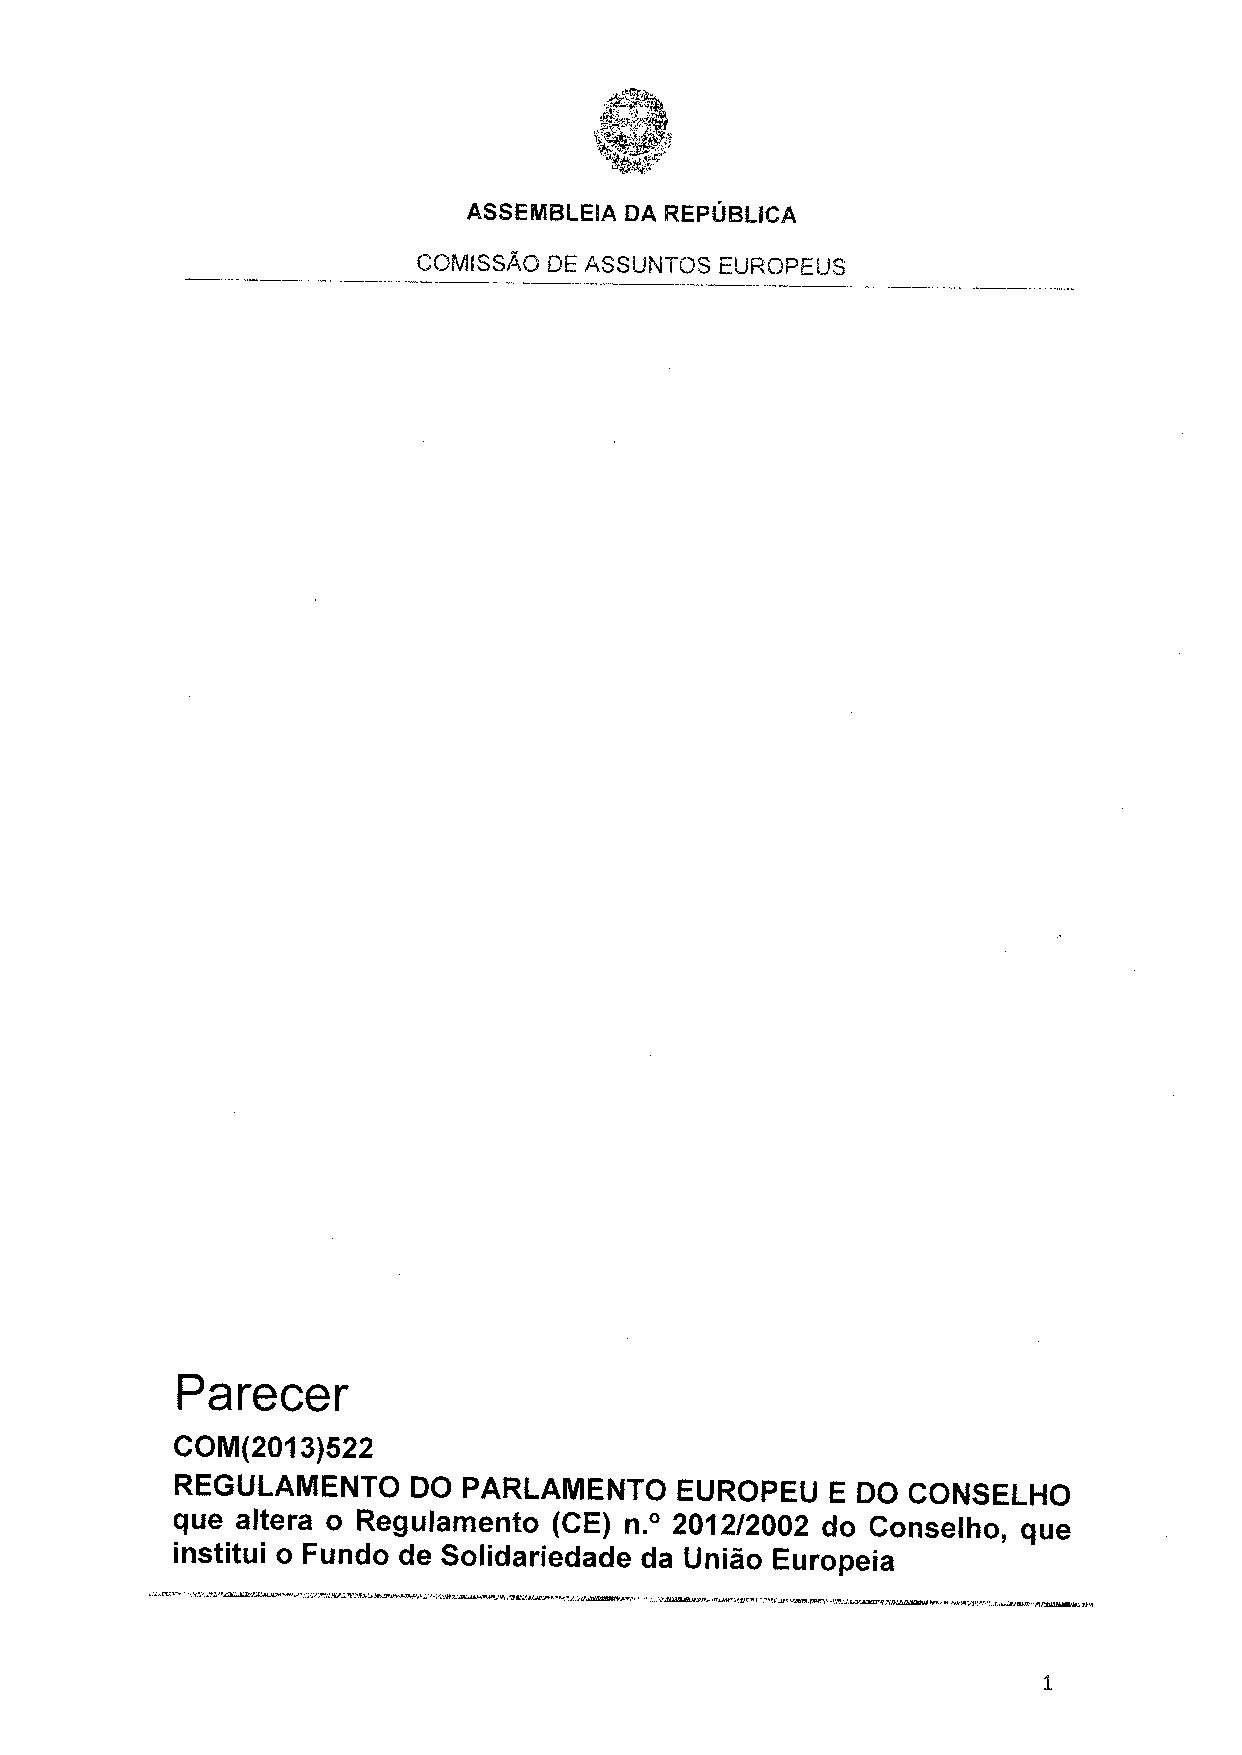 ASSEMBLEIA DA REPÚBLICA
COMISSÃO DE ASSUNTOS EUROPEUS
Parecer
COM(2013)522
REGULAMENTO DO PARLAMENTO EUROPEU E DO CONSELHO
que altera o Regulamento (CE) n.º 2012/2002 do Conselho, que
institui o Fundo de Solidariedade da União Europeia
1